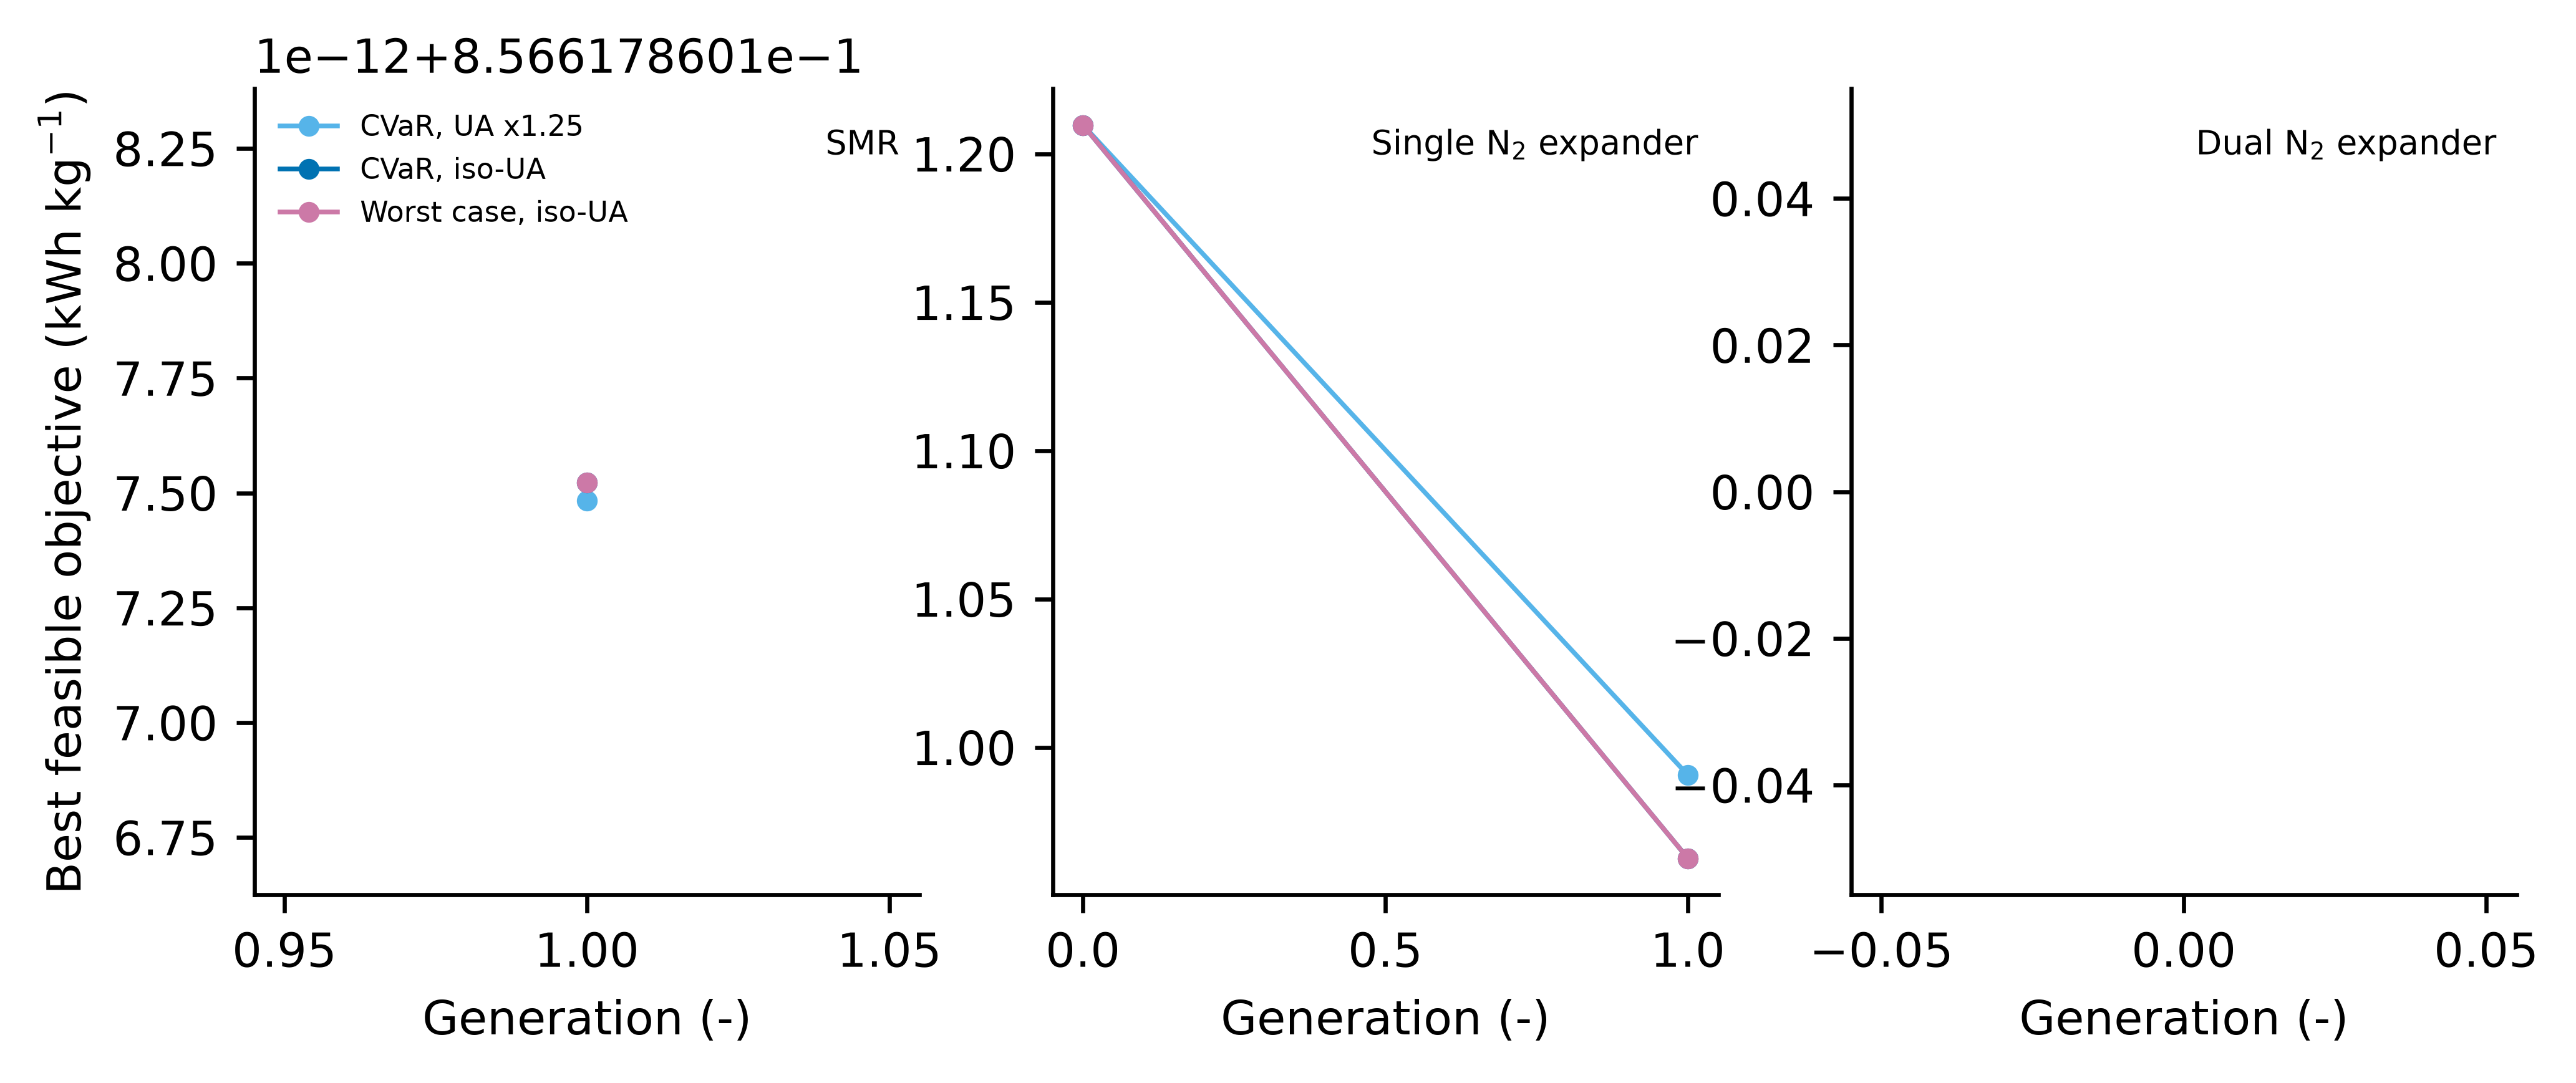 1e−12+8.566178601e−1
Best feasible objective (kWh kg⁻¹)
8.25
8.00
7.75
7.50
7.25
7.00
6.75
CVaR, UA x1.25
CVaR, iso-UA
Worst case, iso-UA
SMR
0.95 1.00 1.05
Generation (-)
1.20
1.15
1.10
1.05
1.00
Single N₂ expander
0.0 0.5 1.0
Generation (-)
0.04
0.02
0.00
−0.02
−0.04
Dual N₂ expander
−0.05 0.00 0.05
Generation (-)